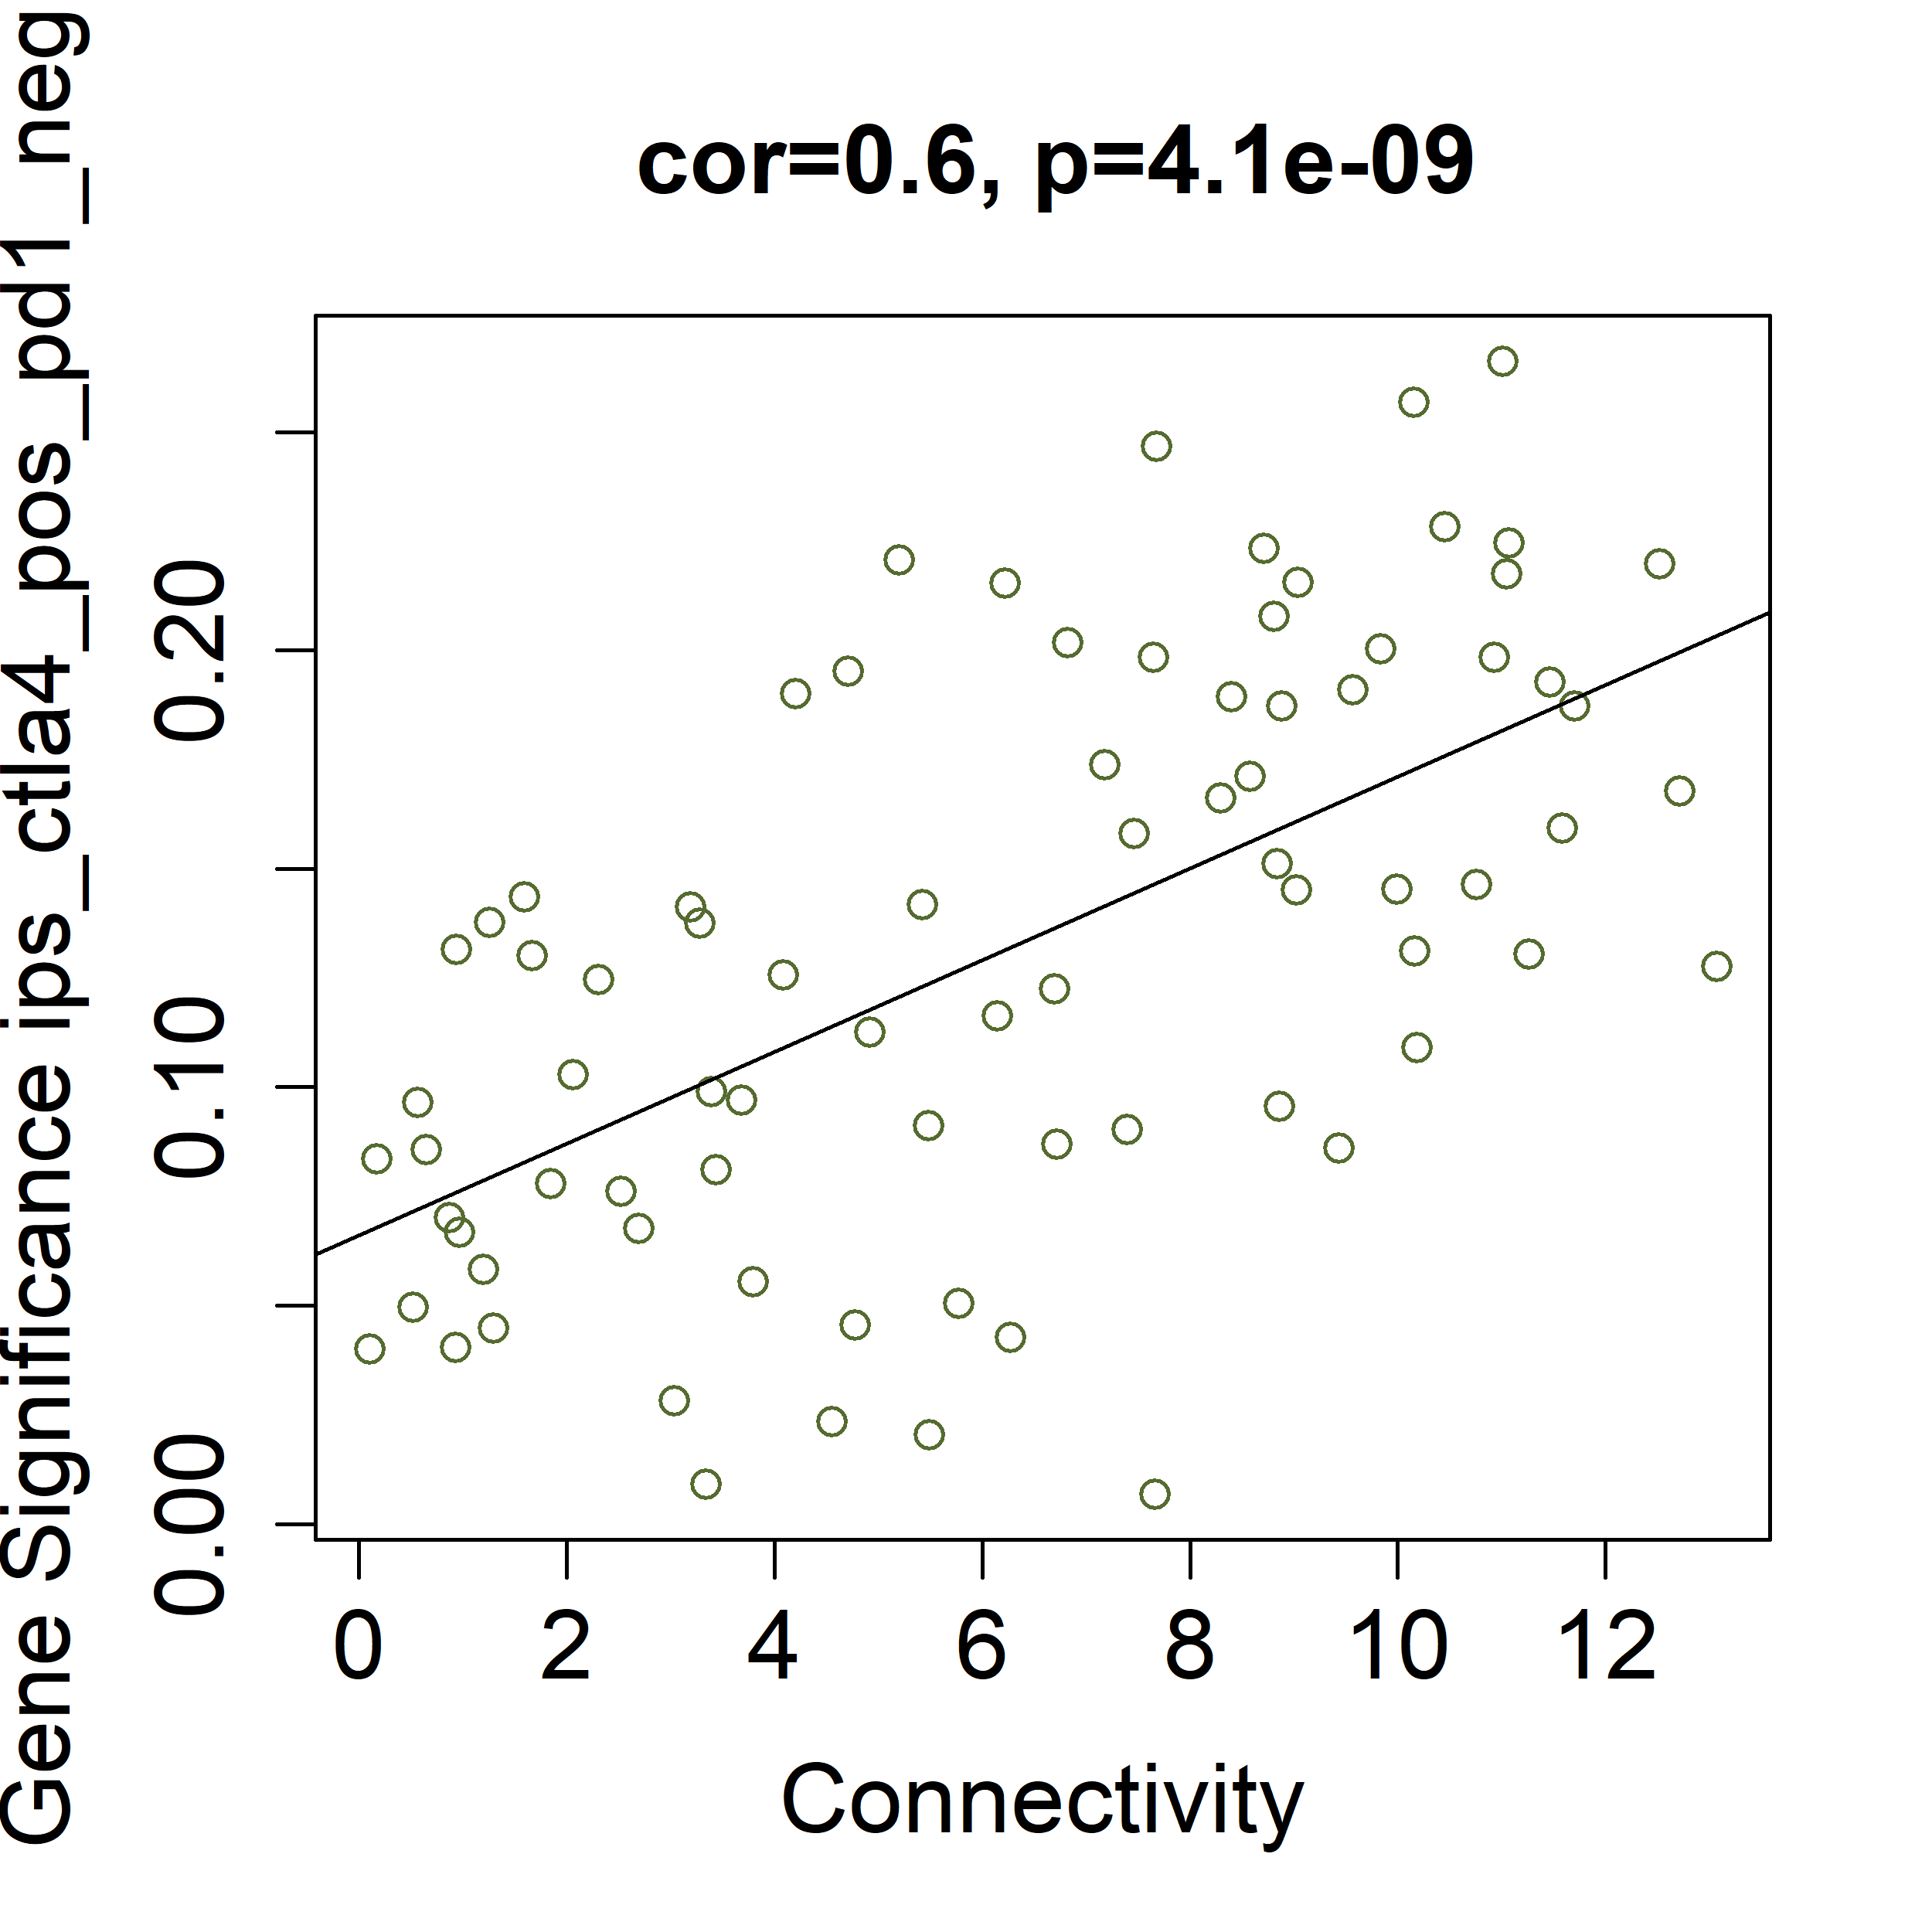 cor=0.6, p=4.1e-09
Gene Significance ips_ctla4_pos_pd1_neg
0.20
0.10
0.00
0 2 4 6 8 10 12
Connectivity